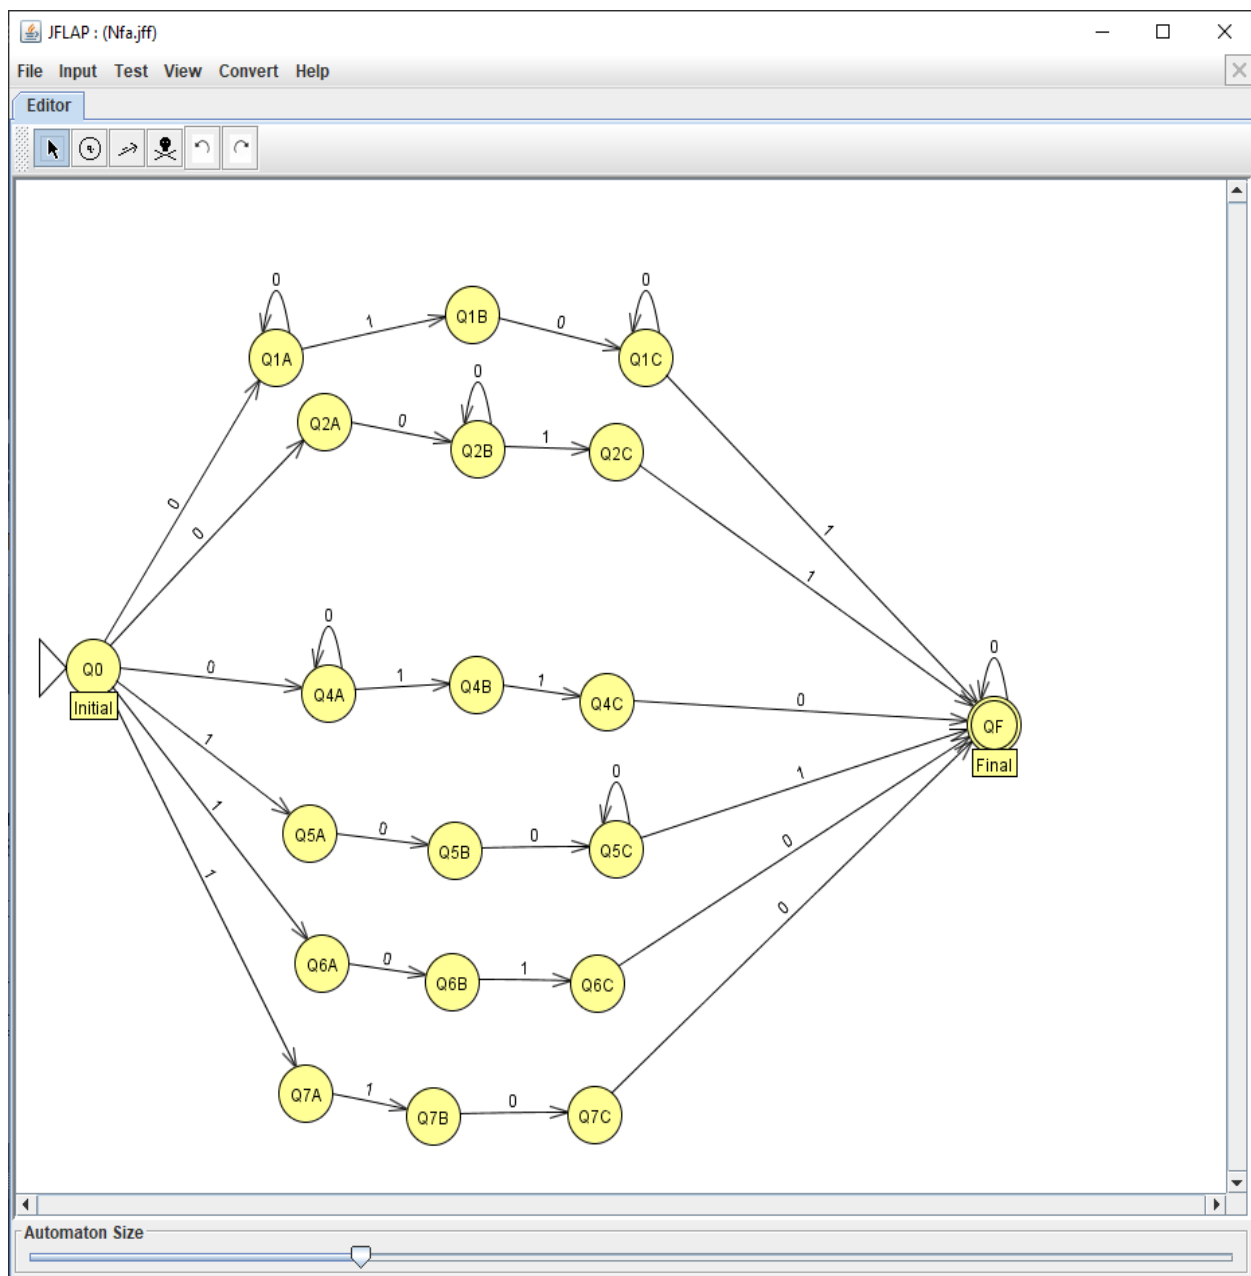 JFLAP : (Nfa.jff)
File Input Test View Convert Help
Editor
0 0
Q1A 1 Q1B 0 Q1C
0
Q2A 0 Q2B 1 Q2C
0
0
1
1
0
0
Q0 0 Q4A 1 Q4B 1 Q4C 0 QF
Initial
Final
1
0
1
Q5A 0 Q5B 0 Q5C
1
0
1
Q6A 0 Q6B 1 Q6C
0
Q7A 1 Q7B 0 Q7C
Automaton Size